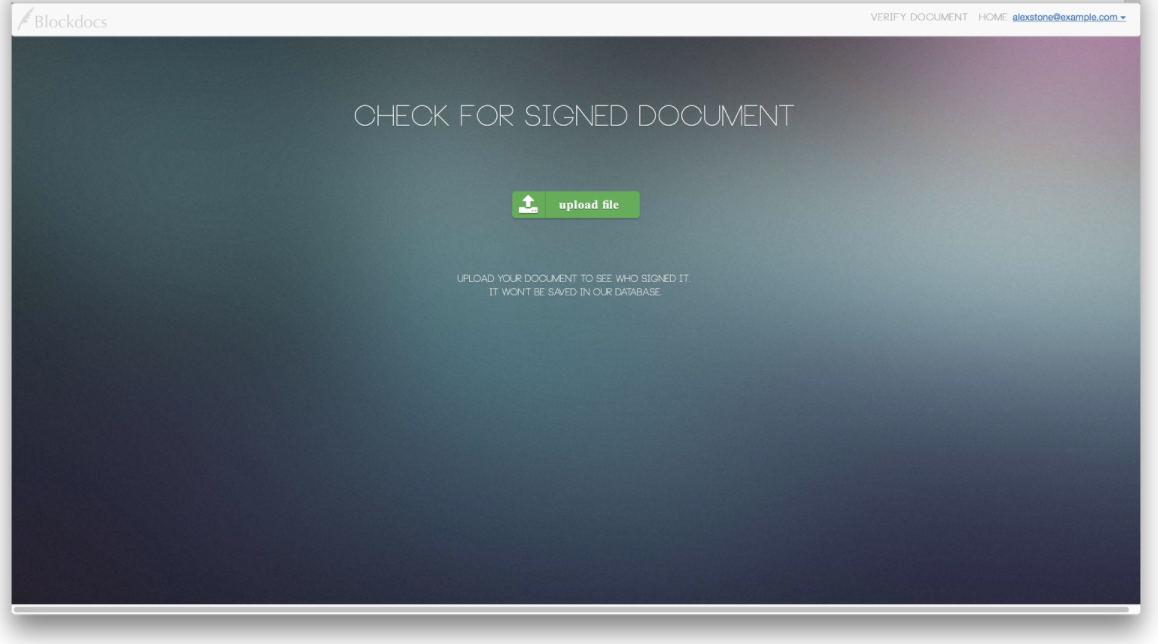 Blockdocs
VERIFY DOCUMENT HOME alexstone@example.com
CHECK FOR SIGNED DOCUMENT
upload file
UPLOAD YOUR DOCUMENT TO SEE WHO SIGNED IT.
IT WON'T BE SAVED IN OUR DATABASE.